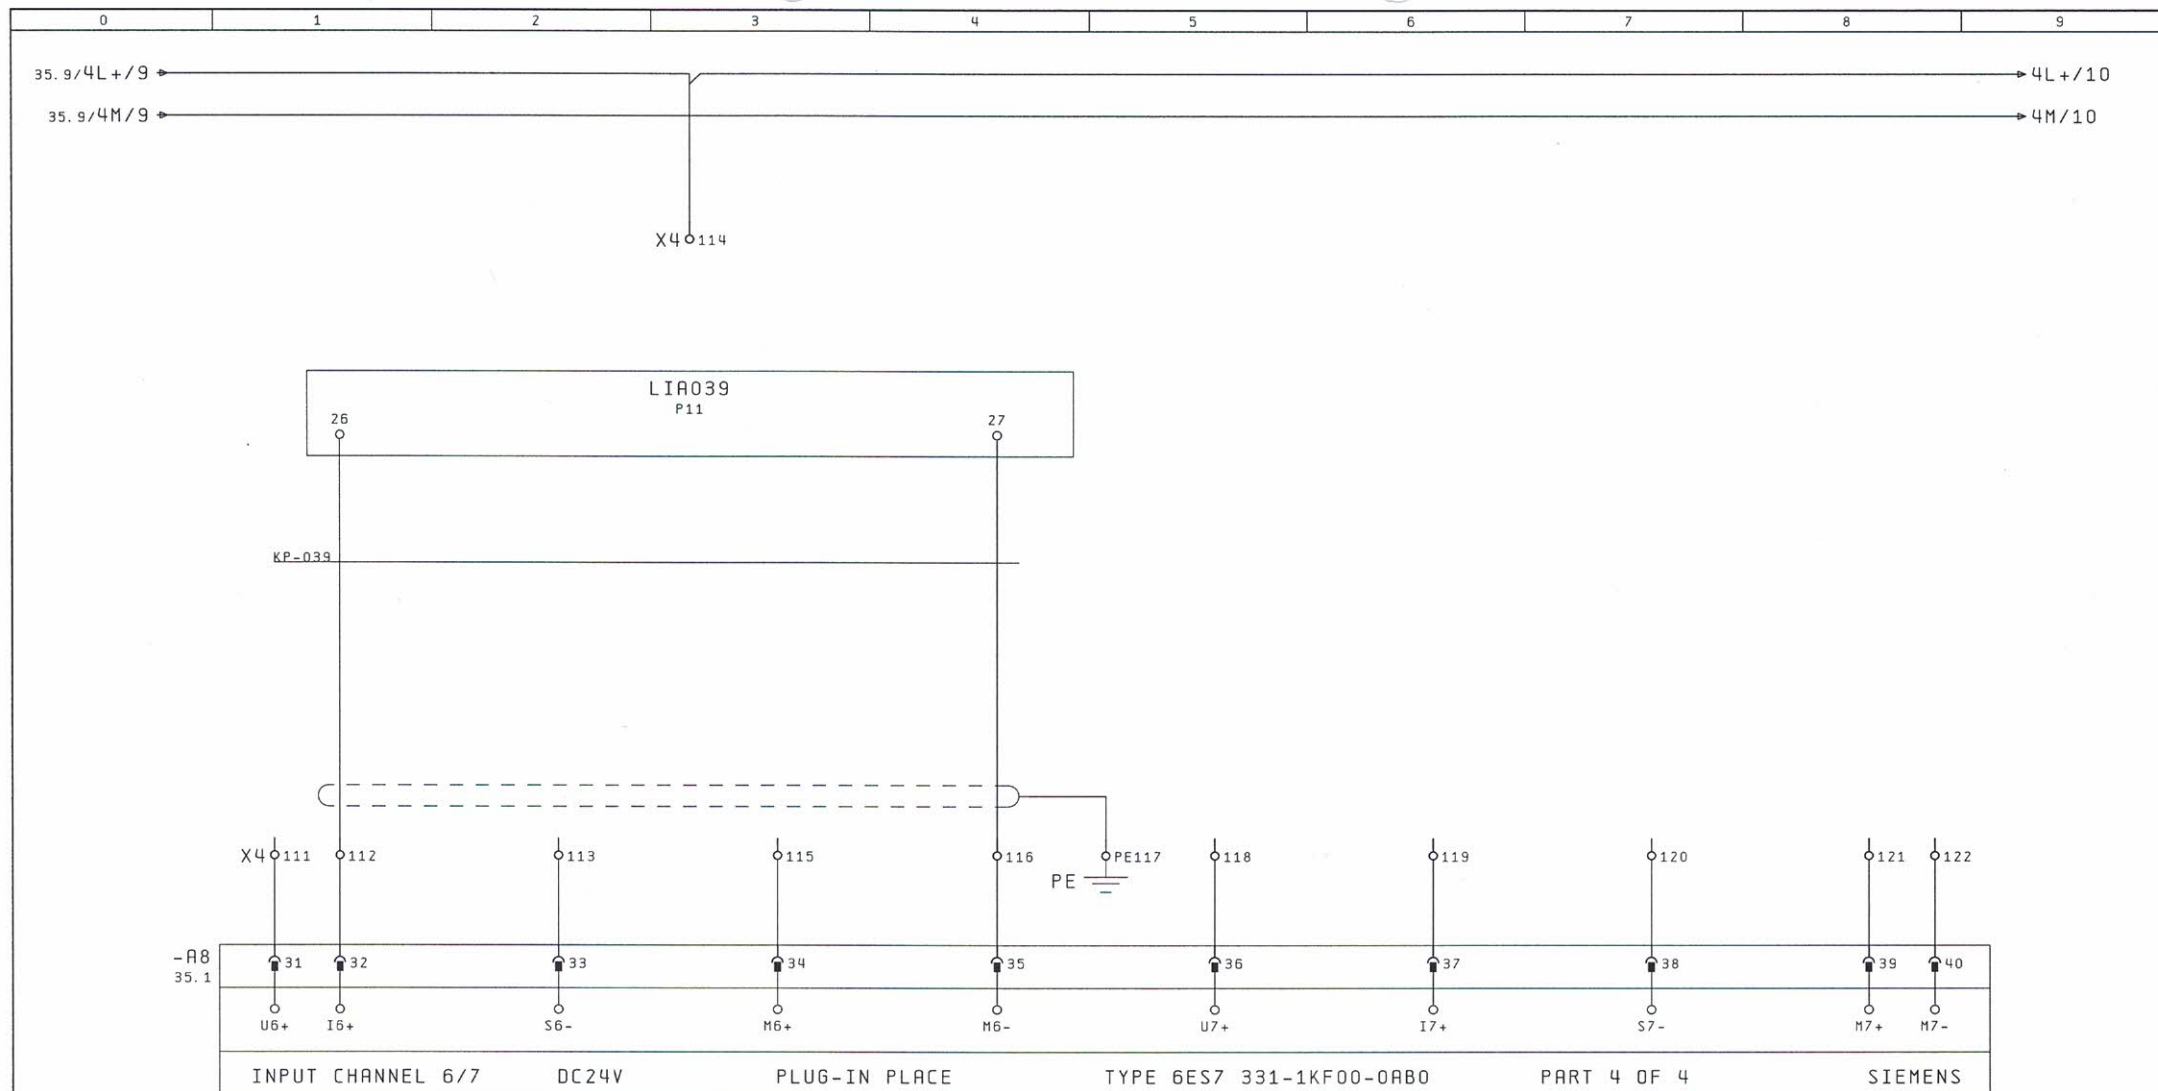 0 1 2 3 4 5 6 7 8 9
35.9/4L+/9 4L+/10
35.9/4M/9 4M/10
X4 114
LIA039
P11
26 27
KP-039
X4 111 112 113 115 116 PE117 118 119 120 121 122
PE
-A8 31 32 33 34 35 36 37 38 39 40
35.1
U6+ I6+ S6- M6+ M6- U7+ I7+ S7- M7+ M7-
INPUT CHANNEL 6/7 DC24V PLUG-IN PLACE TYPE 6ES7 331-1KF00-0AB0 PART 4 OF 4 SIEMENS